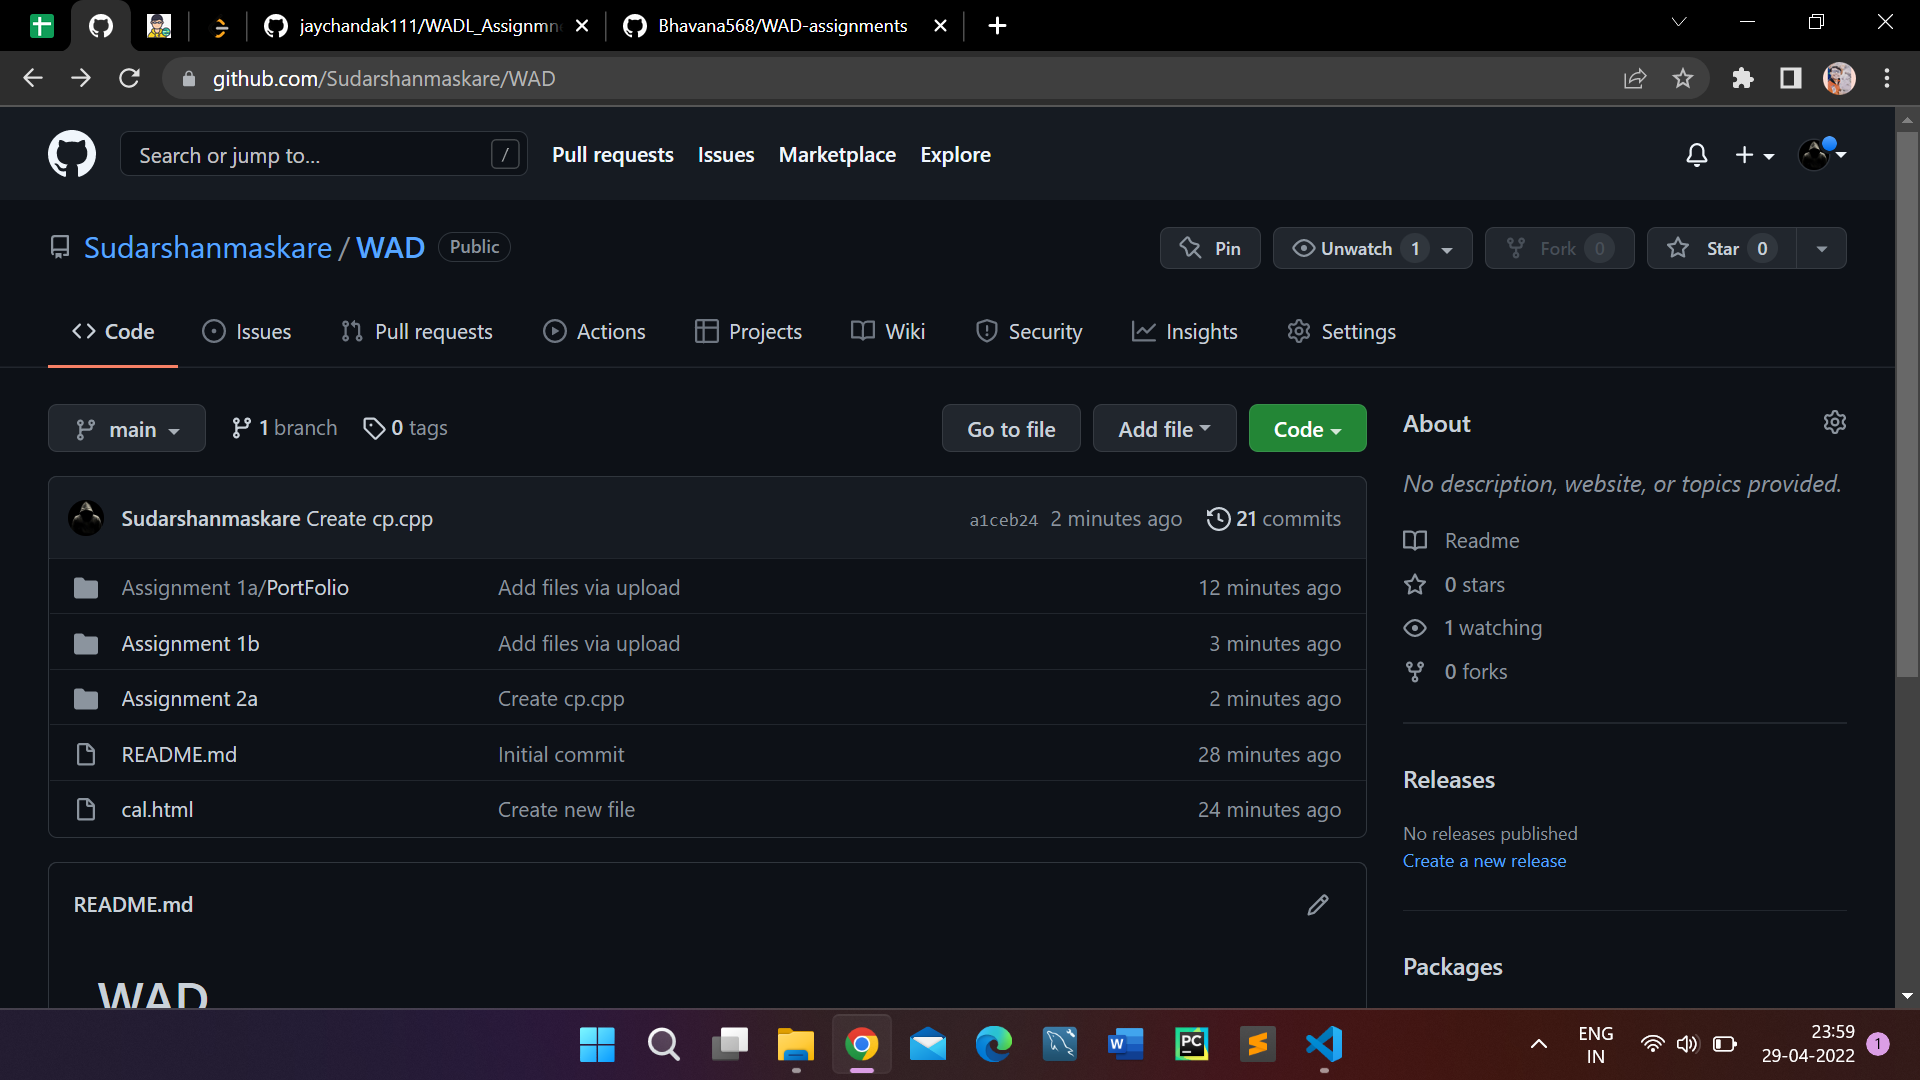 jaychandak111/WADL_Assignmn
Bhavana568/WAD-assignments
github.com/Sudarshanmaskare/WAD
Search or jump to...
/
Pull requests
Issues
Marketplace
Explore
Sudarshanmaskare / WAD
Public
Pin
Unwatch 1
Fork 0
Star 0
Code
Issues
Pull requests
Actions
Projects
Wiki
Security
Insights
Settings
main
1 branch
0 tags
Go to file
Add file
Code
Sudarshanmaskare Create cp.cpp
a1ceb24 2 minutes ago
21 commits
Assignment 1a/PortFolio
Add files via upload
12 minutes ago
Assignment 1b
Add files via upload
3 minutes ago
Assignment 2a
Create cp.cpp
2 minutes ago
README.md
Initial commit
28 minutes ago
cal.html
Create new file
24 minutes ago
README.md
WAD
About
No description, website, or topics provided.
Readme
0 stars
1 watching
0 forks
Releases
No releases published
Create a new release
Packages
W
PC
ENG
IN
23:59
29-04-2022
1